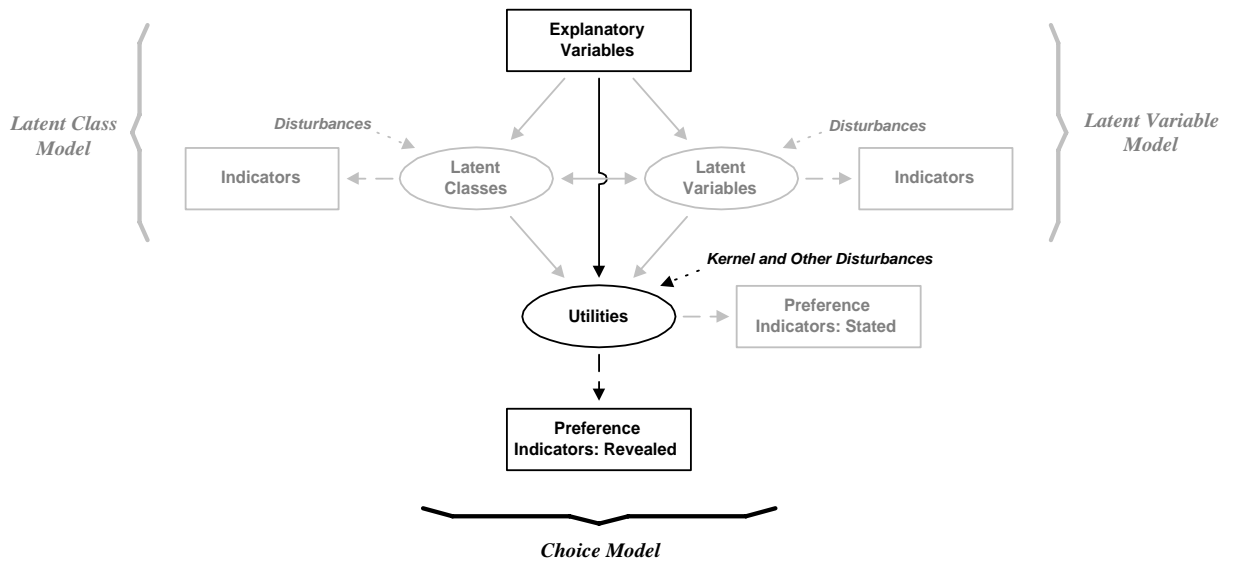 Explanatory
Variables
Latent Class
Model
Disturbances
Disturbances
Latent Variable
Model
Indicators
Latent
Classes
Latent
Variables
Indicators
Kernel and Other Disturbances
Utilities
Preference
Indicators: Stated
Preference
Indicators: Revealed
Choice Model